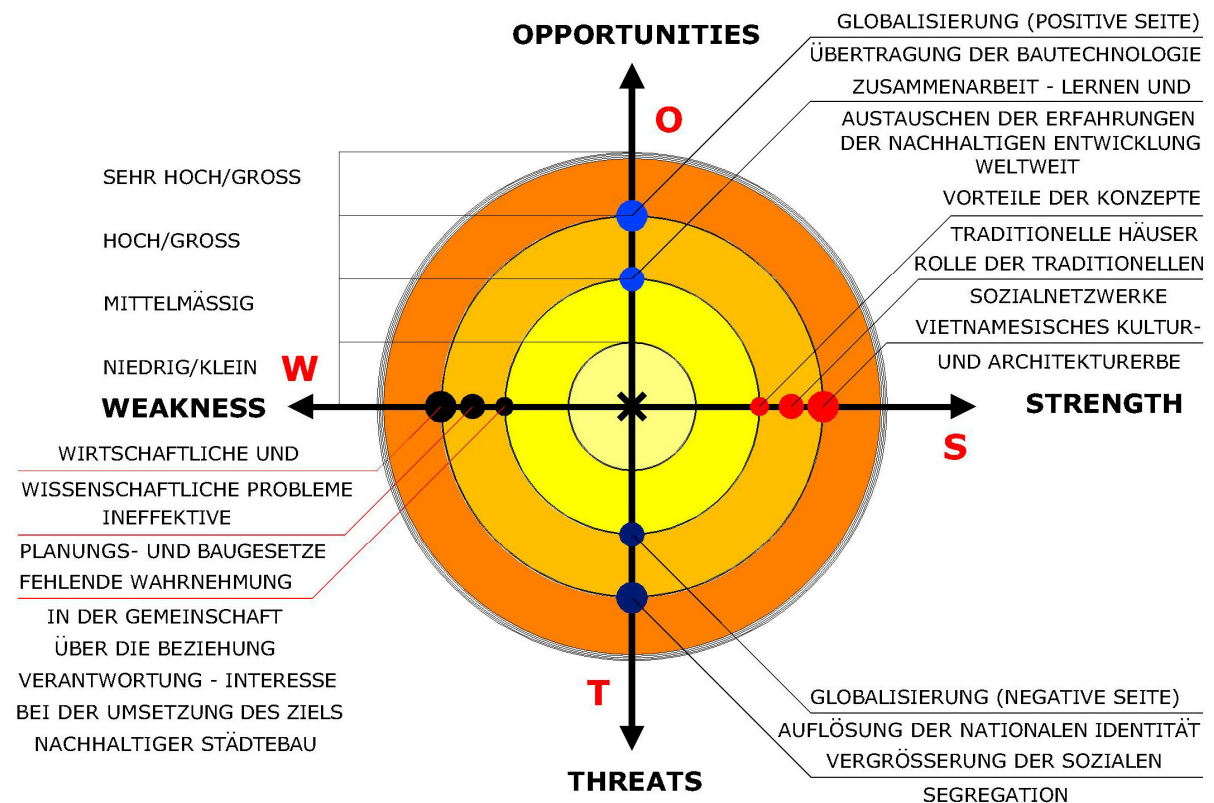 OPPORTUNITIES
O
GLOBALISIERUNG (POSITIVE SEITE)
ÜBERTRAGUNG DER BAUTECHNOLOGIE
ZUSAMMENARBEIT - LERNEN UND
AUSTAUSCHEN DER ERFAHRUNGEN
DER NACHHALTIGEN ENTWICKLUNG
WELTWEIT
VORTEILE DER KONZEPTE
TRADITIONELLE HÄUSER
ROLLE DER TRADITIONELLEN
SOZIALNETZWERKE
VIETNAMESISCHES KULTUR-
UND ARCHITEKTURERBE
STRENGTH
S
SEHR HOCH/GROSS
HOCH/GROSS
MITTELMÄSSIG
NIEDRIG/KLEIN
W
WEAKNESS
WIRTSCHAFTLICHE UND
WISSENSCHAFTLICHE PROBLEME
INEFFEKTIVE
PLANUNGS- UND BAUGESETZE
FEHLENDE WAHRNEHMUNG
IN DER GEMEINSCHAFT
ÜBER DIE BEZIEHUNG
VERANTWORTUNG - INTERESSE
BEI DER UMSETZUNG DES ZIELS
NACHHALTIGER STÄDTEBAU
T
THREATS
GLOBALISIERUNG (NEGATIVE SEITE)
AUFLÖSUNG DER NATIONALEN IDENTITÄT
VERGRÖSSERUNG DER SOZIALEN
SEGREGATION